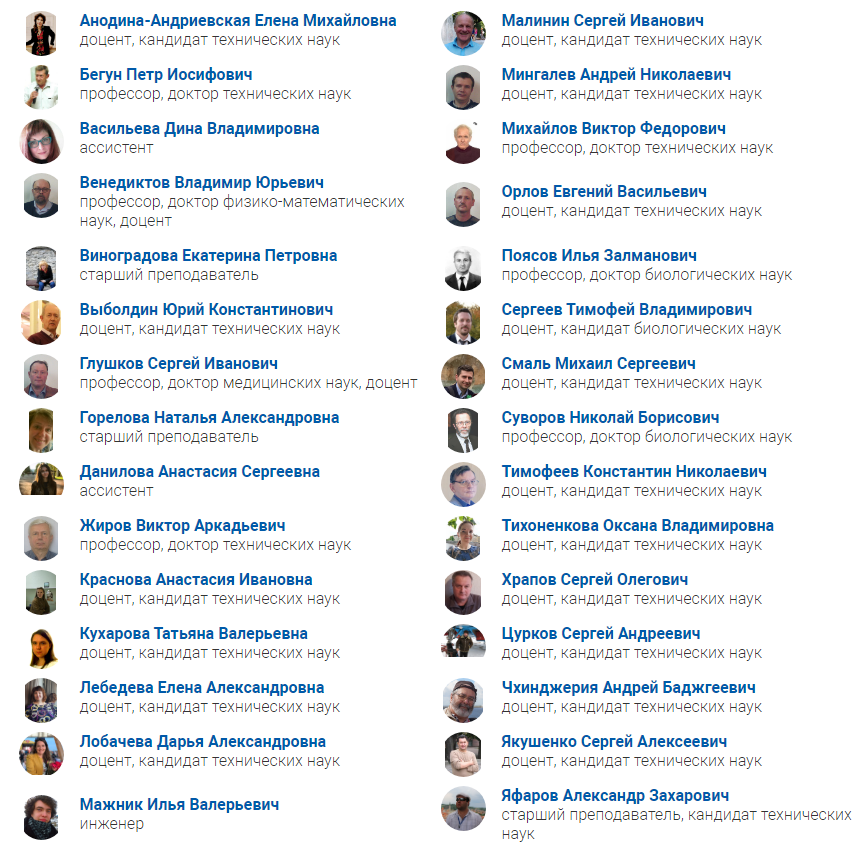 Анодина-Андриевская Елена Михайловна
доцент, кандидат технических наук
Бегун Петр Иосифович
профессор, доктор технических наук
Васильева Дина Владимировна
ассистент
Венедиктов Владимир Юрьевич
профессор, доктор физико-математических
наук, доцент
Виноградова Екатерина Петровна
старший преподаватель
Выболдин Юрий Константинович
доцент, кандидат технических наук
Глушков Сергей Иванович
профессор, доктор медицинских наук, доцент
Горелова Наталья Александровна
старший преподаватель
Данилова Анастасия Сергеевна
ассистент
Жиров Виктор Аркадьевич
профессор, доктор технических наук
Краснова Анастасия Ивановна
доцент, кандидат технических наук
Кухарова Татьяна Валерьевна
доцент, кандидат технических наук
Лебедева Елена Александровна
доцент, кандидат технических наук
Лобачева Дарья Александровна
доцент, кандидат технических наук
Мажник Илья Валерьевич
инженер
Малинин Сергей Иванович
доцент, кандидат технических наук
Мингалев Андрей Николаевич
доцент, кандидат технических наук
Михайлов Виктор Федорович
профессор, доктор технических наук
Орлов Евгений Васильевич
доцент, кандидат технических наук
Поясов Илья Залманович
профессор, доктор биологических наук
Сергеев Тимофей Владимирович
доцент, кандидат биологических наук
Смаль Михаил Сергеевич
доцент, кандидат технических наук
Суворов Николай Борисович
профессор, доктор биологических наук
Тимофеев Константин Николаевич
доцент, кандидат технических наук
Тихоненкова Оксана Владимировна
доцент, кандидат технических наук
Храпов Сергей Олегович
доцент, кандидат технических наук
Цурков Сергей Андреевич
доцент, кандидат технических наук
Чхинджерия Андрей Баджгеевич
доцент, кандидат технических наук
Якушенко Сергей Алексеевич
доцент, кандидат технических наук
Яфаров Александр Захарович
старший преподаватель, кандидат технических
наук